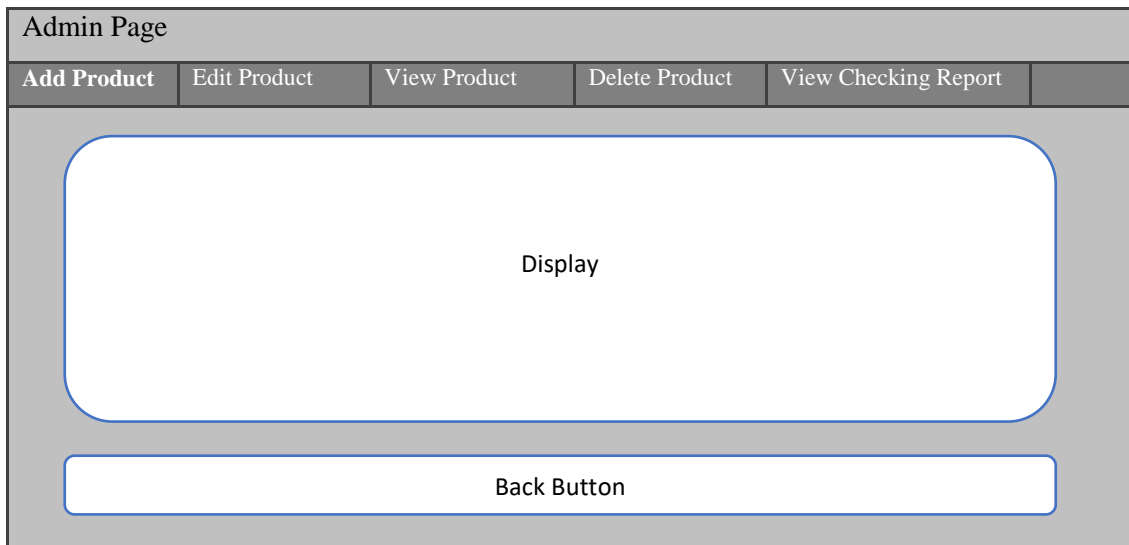 Admin Page
Add Product Edit Product View Product Delete Product View Checking Report
Display
Back Button